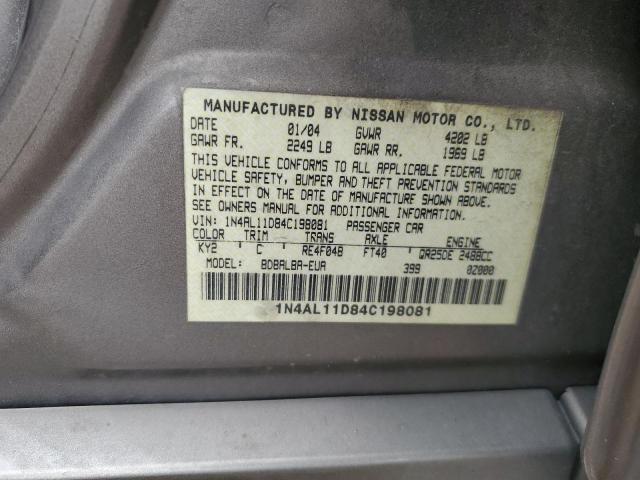 MANUFACTURED BY NISSAN MOTOR CO., LTD.
DATE 01/04 GVWR 4202 LB
GAWR FR. 2249 LB GAWR RR. 1969 LB
THIS VEHICLE CONFORMS TO ALL APPLICABLE FEDERAL MOTOR
VEHICLE SAFETY, BUMPER AND THEFT PREVENTION STANDARDS
IN EFFECT ON THE DATE OF MANUFACTURE SHOWN ABOVE.
SEE OWNERS MANUAL FOR ADDITIONAL INFORMATION.
VIN: 1N4AL11D84C198081 PASSENGER CAR
COLOR TRIM TRANS AXLE ENGINE
KY2 C RE4F04B FT40 QR25DE 2488CC
MODEL: BDBALBA-EUA 399 02000
1N4AL11D84C198081